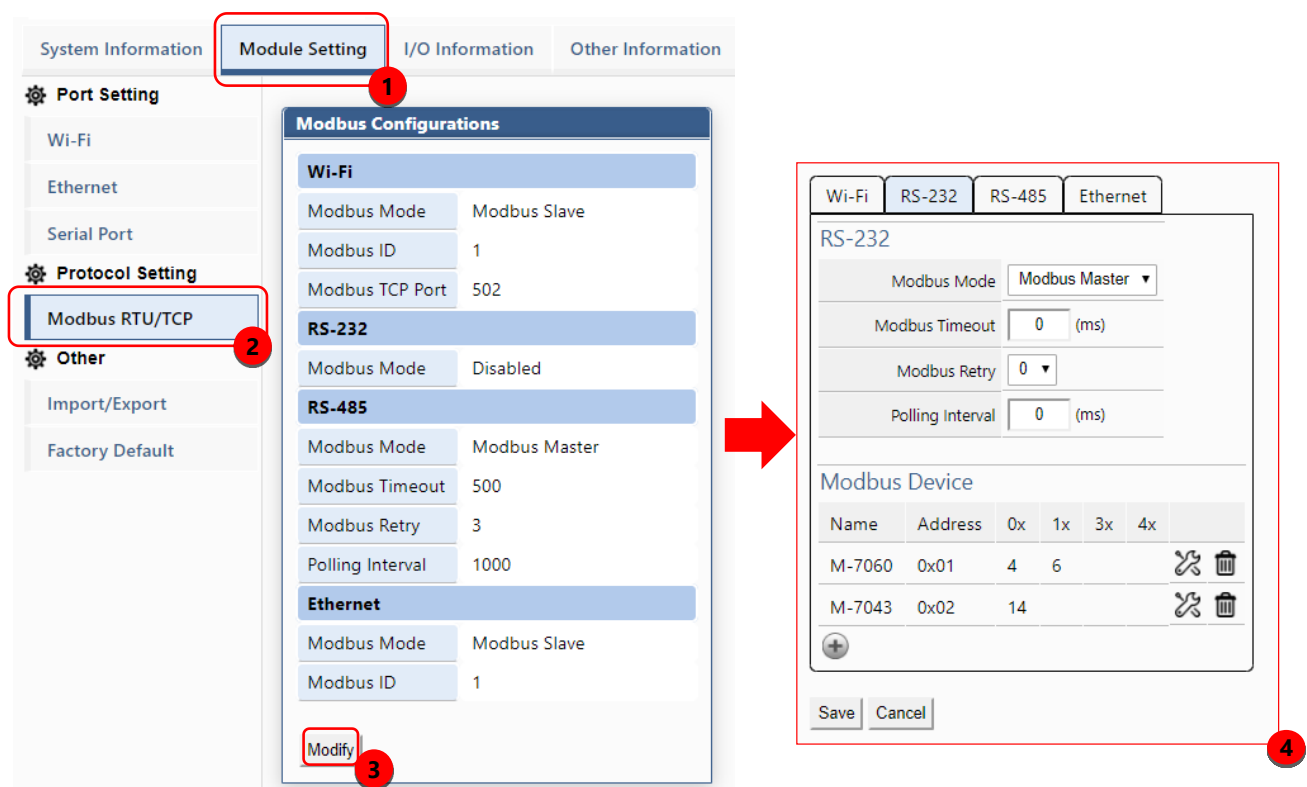 System Information Module Setting I/O Information Other Information
1
Port Setting
Wi-Fi
Ethernet
Serial Port
Protocol Setting
Modbus RTU/TCP
2
Other
Import/Export
Factory Default
Modbus Configurations
Wi-Fi
Modbus Mode Modbus Slave
Modbus ID 1
Modbus TCP Port 502
RS-232
Modbus Mode Disabled
RS-485
Modbus Mode Modbus Master
Modbus Timeout 500
Modbus Retry 3
Polling Interval 1000
Ethernet
Modbus Mode Modbus Slave
Modbus ID 1
Modify
3
Wi-Fi RS-232 RS-485 Ethernet
RS-232
Modbus Mode Modbus Master
Modbus Timeout 0 (ms)
Modbus Retry 0
Polling Interval 0 (ms)
Modbus Device
Name Address 0x 1x 3x 4x
M-7060 0x01 4 6
M-7043 0x02 14
Save Cancel
4